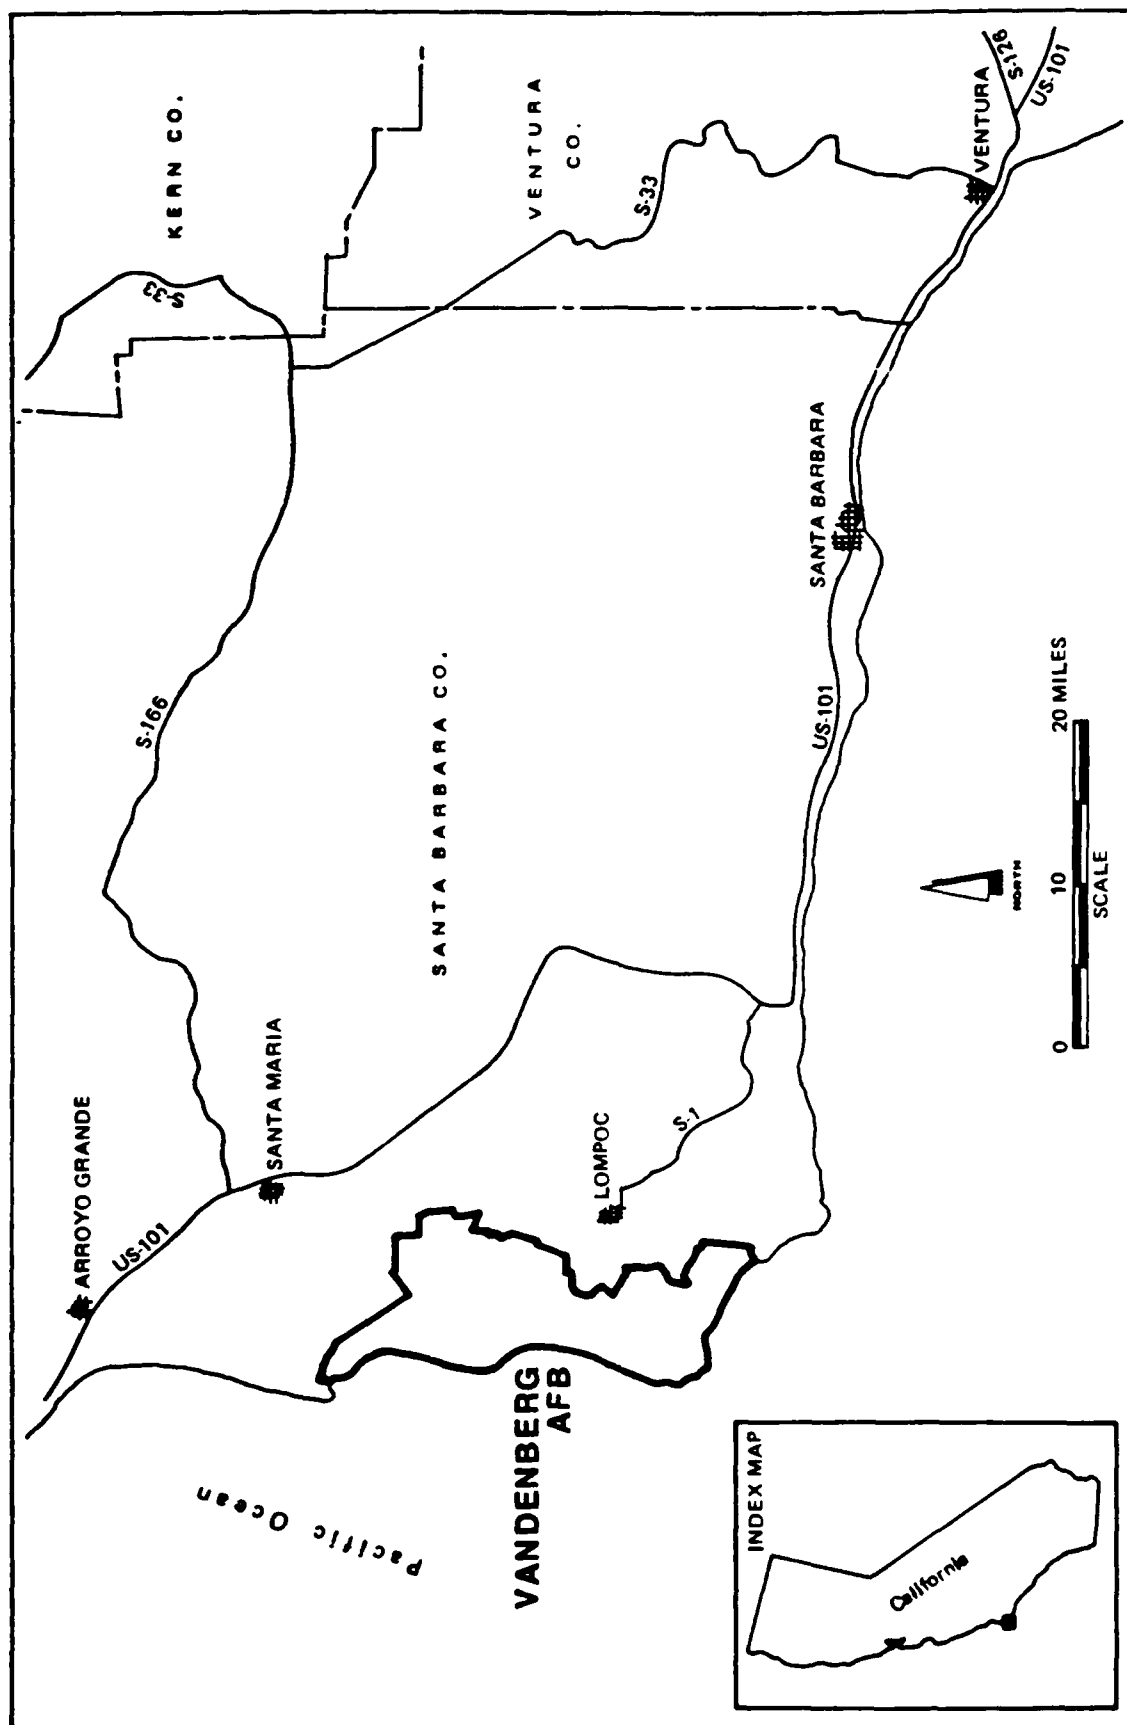 KERN CO.
S-33
VENTURA
CO.
S-33
S-126
US-101
VENTURA
S-166
SANTA BARBARA CO.
SANTA BARBARA
US-101
ARROYO GRANDE
US-101
SANTA MARIA
LOMPOC
S-1
VANDENBERG
AFB
Pacific Ocean
NORTH
0 10 20 MILES
SCALE
INDEX MAP
California